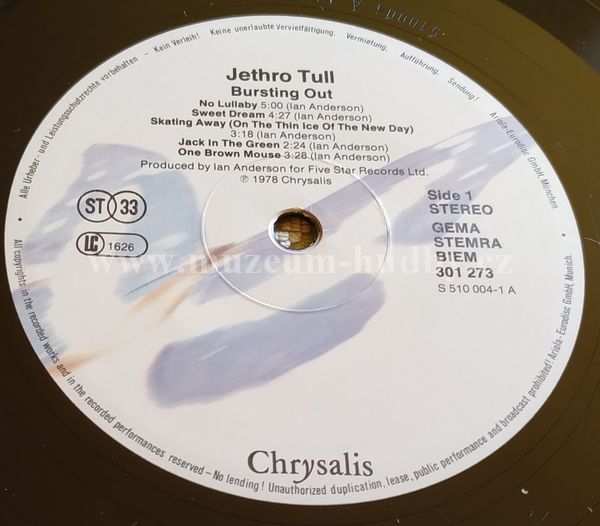 Alle Urheber- und Leistungsschutzrechte vorbehalten - Kein Verleih! Keine unerlaubte Vervielfältigung, Vermietung, Aufführung, Sendung! Ariola-Eurodisc GmbH, München.
Jethro Tull
Bursting Out
No Lullaby 5:00 (Ian Anderson)
Sweet Dream 4:27 (Ian Anderson)
Skating Away (On The Thin Ice Of The New Day)
3:18 (Ian Anderson)
Jack In The Green 2:24 (Ian Anderson)
One Brown Mouse 3:28 (Ian Anderson)
Produced by Ian Anderson for Five Star Records Ltd.
℗ 1978 Chrysalis
ST 33
LC 1626
Side 1
STEREO
GEMA
STEMRA
BIEM
301 273
S 510 004-1 A
www.muzeum-hudby.cz
Chrysalis
All copyrights in the recorded works and in the recorded performances reserved - No lending! Unauthorized duplication, lease, public performance and broadcast prohibited! Ariola-Eurodisc GmbH, Munich.